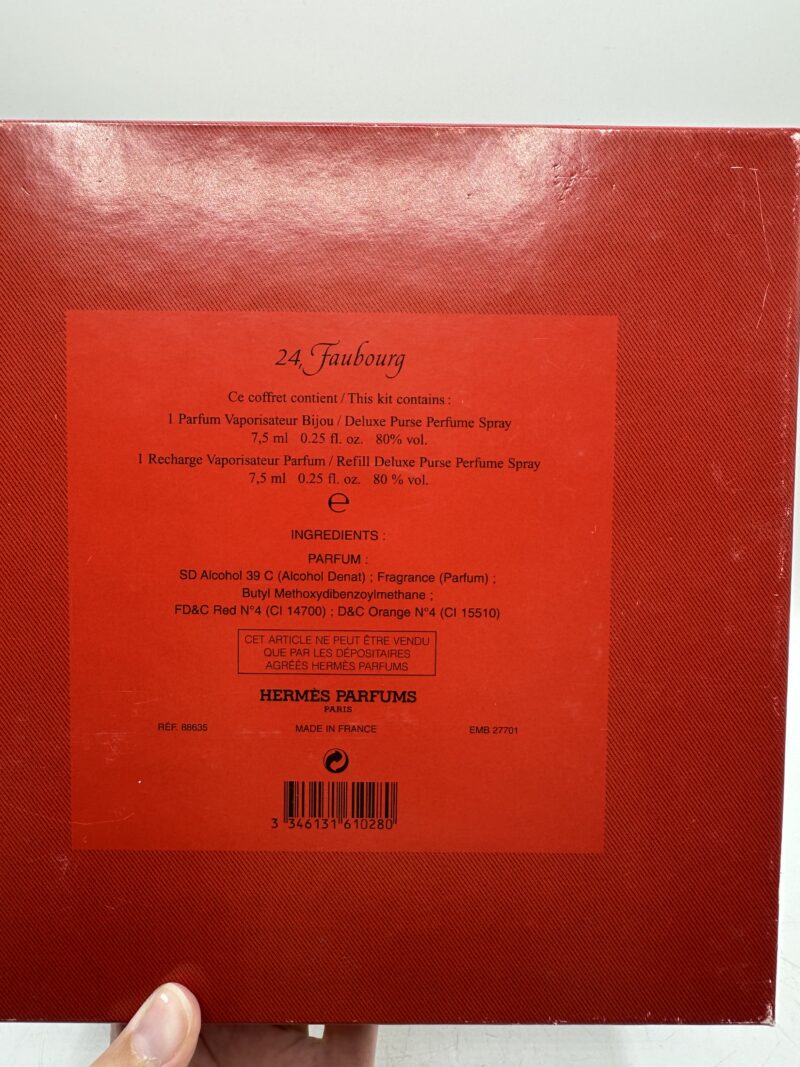 24, Faubourg
Ce coffret contient / This kit contains :
1 Parfum Vaporisateur Bijou / Deluxe Purse Perfume Spray
7,5 ml 0.25 fl. oz. 80% vol.
1 Recharge Vaporisateur Parfum / Refill Deluxe Purse Perfume Spray
7,5 ml 0.25 fl. oz. 80 % vol.
℮
INGREDIENTS :
PARFUM :
SD Alcohol 39 C (Alcohol Denat) ; Fragrance (Parfum) ;
Butyl Methoxydibenzoylmethane ;
FD&C Red N°4 (CI 14700) ; D&C Orange N°4 (CI 15510)
CET ARTICLE NE PEUT ÊTRE VENDU
QUE PAR LES DÉPOSITAIRES
AGRÉÉS HERMÈS PARFUMS
HERMÈS PARFUMS
PARIS
RÉF. 88635 MADE IN FRANCE EMB 27701
3 346131 610280